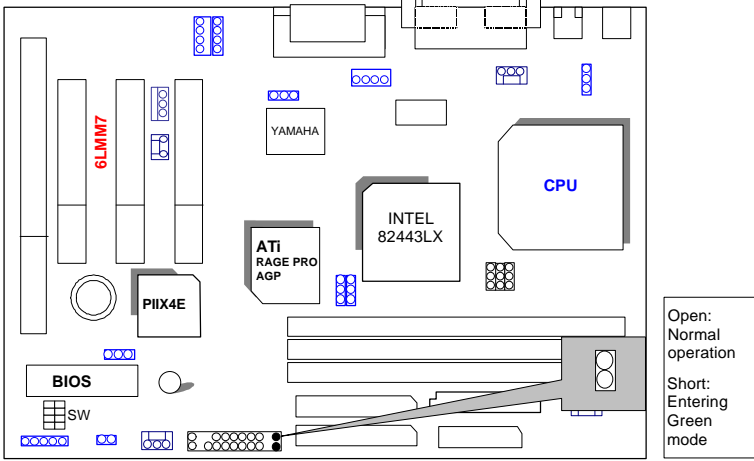 6LMM7
YAMAHA
CPU
INTEL
82443LX
ATi
RAGE PRO
AGP
PIIX4E
BIOS
SW
Open:
Normal
operation
Short:
Entering
Green
mode